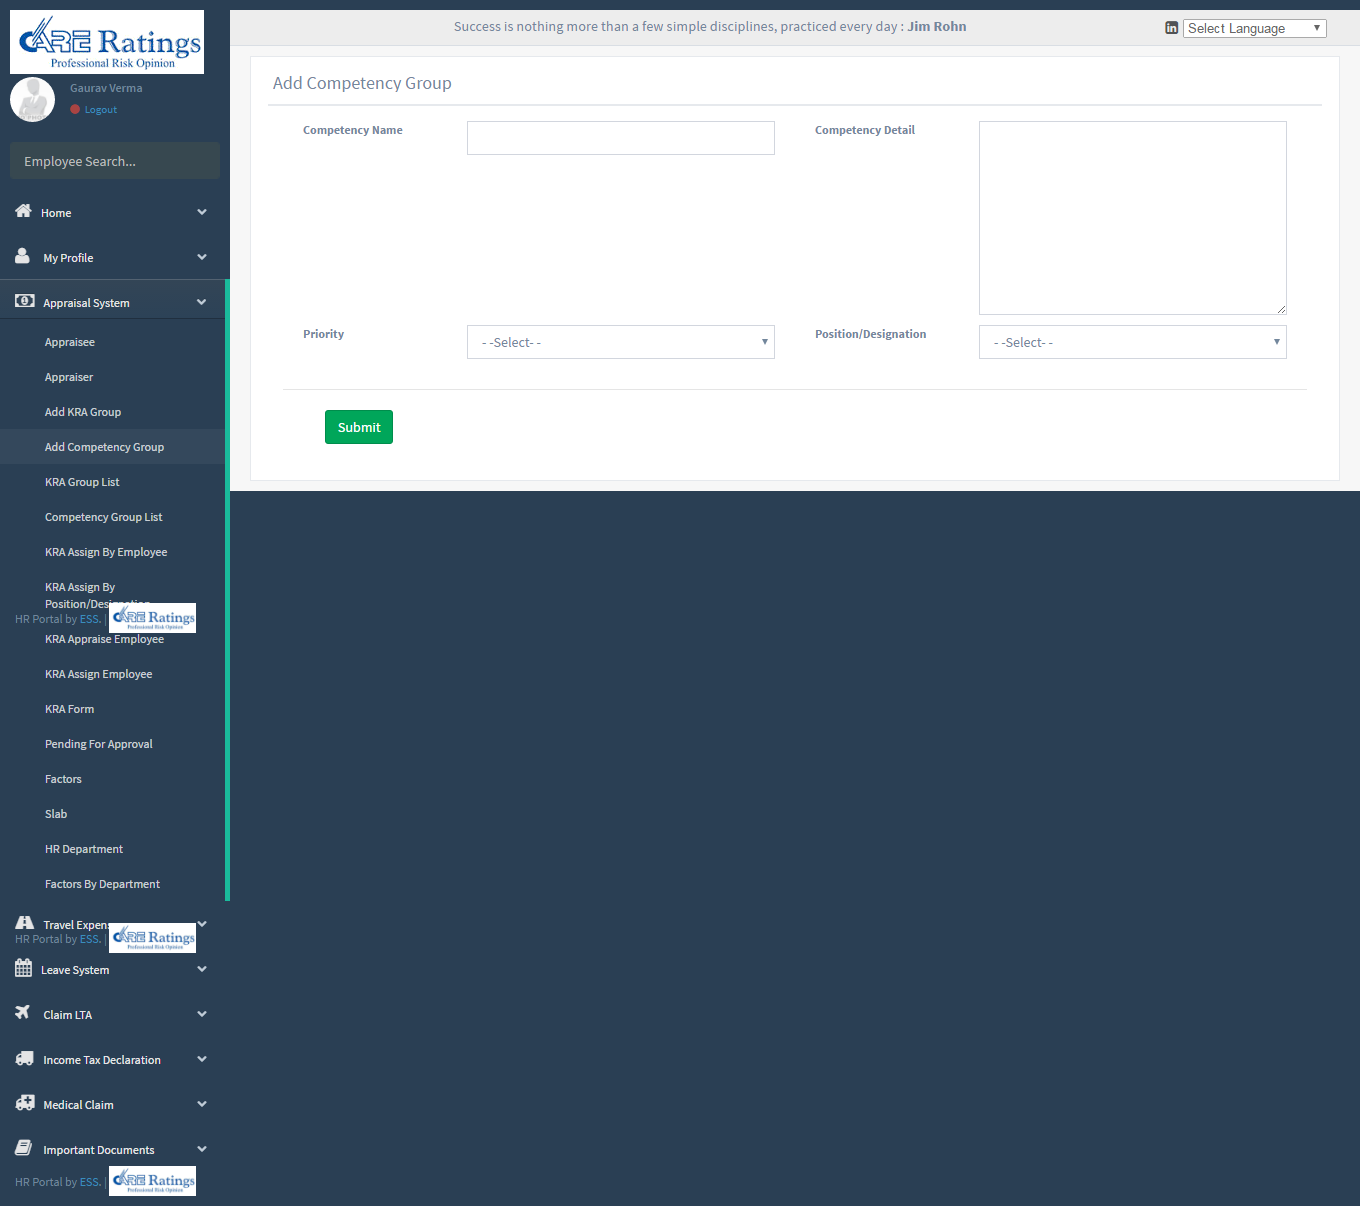 CARE Ratings
Professional Risk Opinion
Gaurav Verma
Logout
Employee Search...
Home
My Profile
Appraisal System
Appraisee
Appraiser
Add KRA Group
Add Competency Group
KRA Group List
Competency Group List
KRA Assign By Employee
KRA Assign By
Position/Designation
HR Portal by ESS. | CARE Ratings
Professional Risk Opinion
KRA Appraise Employee
KRA Assign Employee
KRA Form
Pending For Approval
Factors
Slab
HR Department
Factors By Department
Travel Expens
HR Portal by ESS. | CARE Ratings
Professional Risk Opinion
Leave System
Claim LTA
Income Tax Declaration
Medical Claim
Important Documents
HR Portal by ESS. | CARE Ratings
Professional Risk Opinion
Success is nothing more than a few simple disciplines, practiced every day : Jim Rohn
in Select Language
Add Competency Group
Competency Name
Competency Detail
Priority
- -Select- -
Position/Designation
- -Select- -
Submit